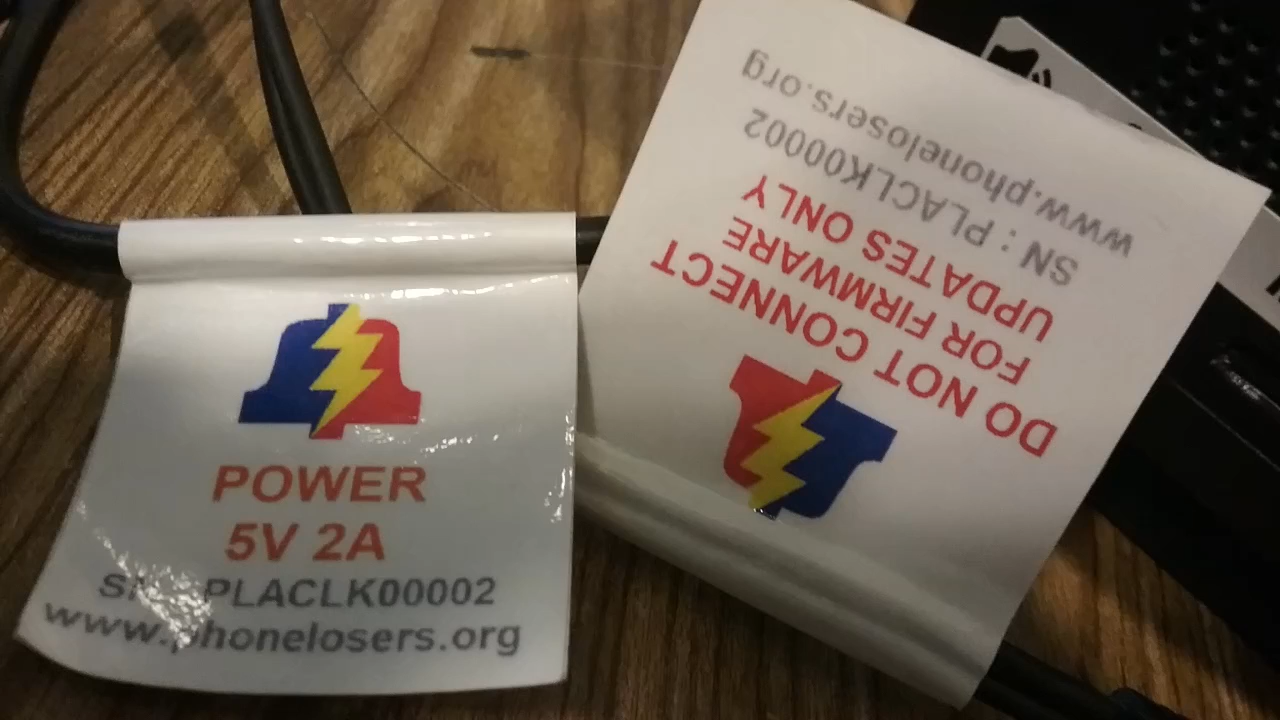 POWER
5V 2A
SN : PLACLK00002
www.phonelosers.org
DO NOT CONNECT
FOR FIRMWARE
UPDATES ONLY
SN : PLACLK00002
www.phonelosers.org